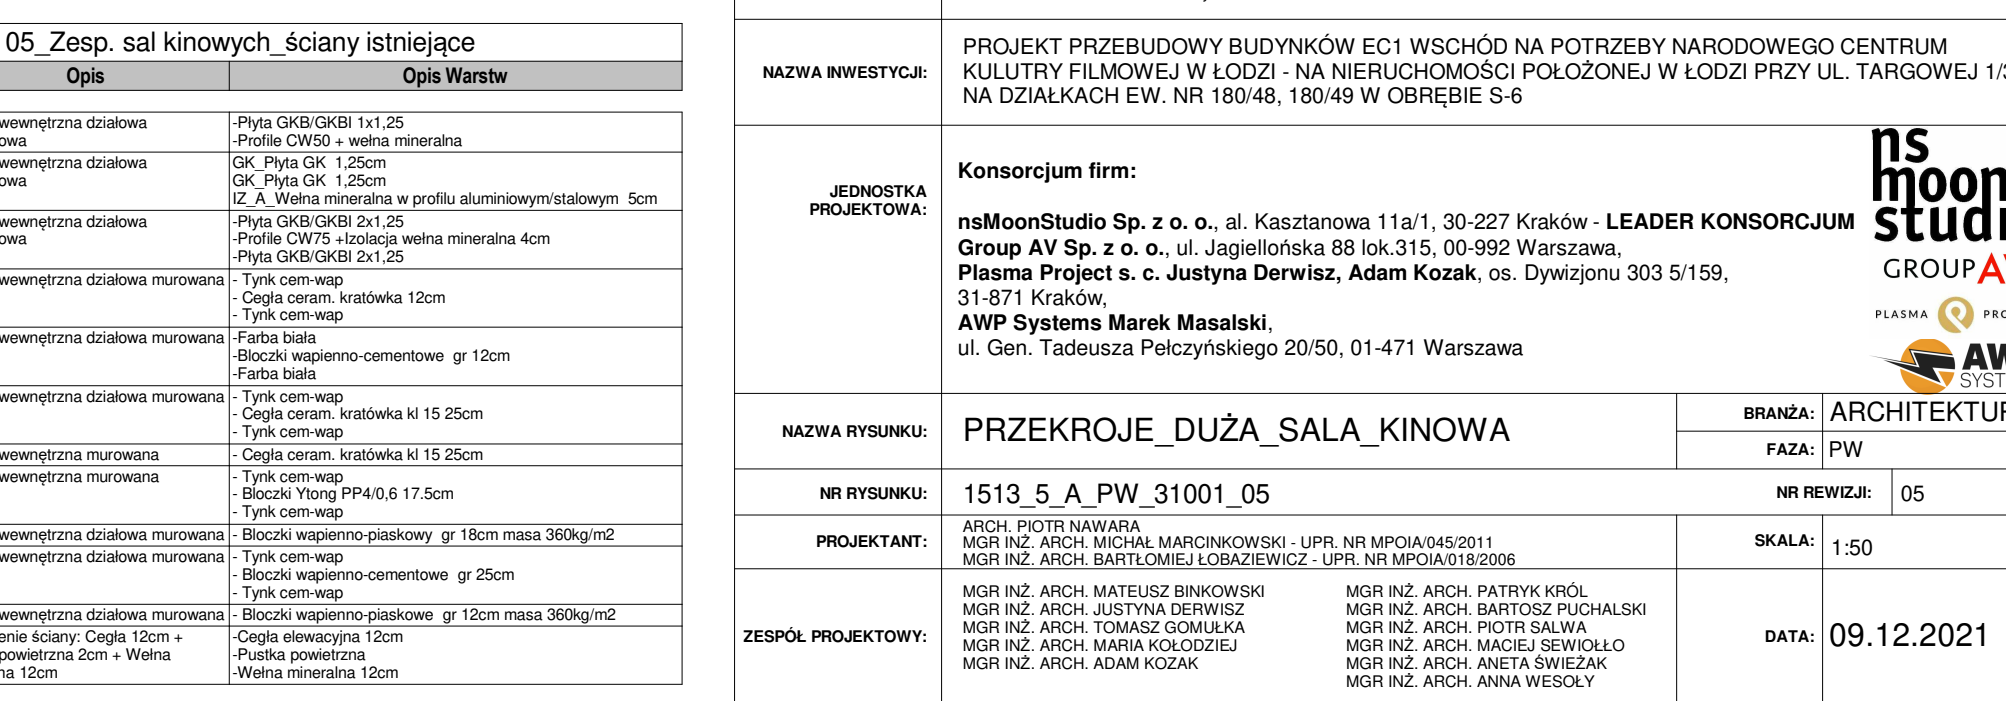 05_Zesp. sal kinowych_ściany istniejące
Opis
Opis Warstw
wewnętrzna działowa
owa
-Płyta GKB/GKBI 1x1,25
-Profile CW50 + wełna mineralna
wewnętrzna działowa
owa
GK_Płyta GK 1,25cm
GK_Płyta GK 1,25cm
IZ_A_Wełna mineralna w profilu aluminiowym/stalowym 5cm
wewnętrzna działowa
owa
-Płyta GKB/GKBI 2x1,25
-Profile CW75 +Izolacja wełna mineralna 4cm
-Płyta GKB/GKBI 2x1,25
wewnętrzna działowa murowana
- Tynk cem-wap
- Cegła ceram. kratówka 12cm
- Tynk cem-wap
wewnętrzna działowa murowana
-Farba biała
-Bloczki wapienno-cementowe gr 12cm
-Farba biała
wewnętrzna działowa murowana
- Tynk cem-wap
- Cegła ceram. kratówka kl 15 25cm
- Tynk cem-wap
wewnętrzna murowana
- Cegła ceram. kratówka kl 15 25cm
wewnętrzna murowana
- Tynk cem-wap
- Bloczki Ytong PP4/0,6 17.5cm
- Tynk cem-wap
wewnętrzna działowa murowana
- Bloczki wapienno-piaskowy gr 18cm masa 360kg/m2
wewnętrzna działowa murowana
- Tynk cem-wap
- Bloczki wapienno-cementowe gr 25cm
- Tynk cem-wap
wewnętrzna działowa murowana
- Bloczki wapienno-piaskowe gr 12cm masa 360kg/m2
enie ściany: Cegła 12cm +
powietrzna 2cm + Wełna
na 12cm
-Cegła elewacyjna 12cm
-Pustka powietrzna
-Wełna mineralna 12cm
NAZWA INWESTYCJI:
PROJEKT PRZEBUDOWY BUDYNKÓW EC1 WSCHÓD NA POTRZEBY NARODOWEGO CENTRUM
KULUTRY FILMOWEJ W ŁODZI - NA NIERUCHOMOŚCI POŁOŻONEJ W ŁODZI PRZY UL. TARGOWEJ 1/3
NA DZIAŁKACH EW. NR 180/48, 180/49 W OBRĘBIE S-6
JEDNOSTKA
PROJEKTOWA:
Konsorcjum firm:
nsMoonStudio Sp. z o. o., al. Kasztanowa 11a/1, 30-227 Kraków - LEADER KONSORCJUM
Group AV Sp. z o. o., ul. Jagiellońska 88 lok.315, 00-992 Warszawa,
Plasma Project s. c. Justyna Derwisz, Adam Kozak, os. Dywizjonu 303 5/159,
31-871 Kraków,
AWP Systems Marek Masalski,
ul. Gen. Tadeusza Pełczyńskiego 20/50, 01-471 Warszawa
ns
moon
studi
GROUP A
PLASMA PRO
AW
SYST
NAZWA RYSUNKU:
PRZEKROJE_DUŻA_SALA_KINOWA
BRANŻA:
ARCHITEKTUR
FAZA:
PW
NR RYSUNKU:
1513_5_A_PW_31001_05
NR REWIZJI:
05
PROJEKTANT:
ARCH. PIOTR NAWARA
MGR INŻ. ARCH. MICHAŁ MARCINKOWSKI - UPR. NR MPOIA/045/2011
MGR INŻ. ARCH. BARTŁOMIEJ ŁOBAZIEWICZ - UPR. NR MPOIA/018/2006
SKALA:
1:50
ZESPÓŁ PROJEKTOWY:
MGR INŻ. ARCH. MATEUSZ BINKOWSKI
MGR INŻ. ARCH. JUSTYNA DERWISZ
MGR INŻ. ARCH. TOMASZ GOMUŁKA
MGR INŻ. ARCH. MARIA KOŁODZIEJ
MGR INŻ. ARCH. ADAM KOZAK
MGR INŻ. ARCH. PATRYK KRÓL
MGR INŻ. ARCH. BARTOSZ PUCHALSKI
MGR INŻ. ARCH. PIOTR SALWA
MGR INŻ. ARCH. MACIEJ SEWIOŁŁO
MGR INŻ. ARCH. ANETA ŚWIEŻAK
MGR INŻ. ARCH. ANNA WESOŁY
DATA:
09.12.2021